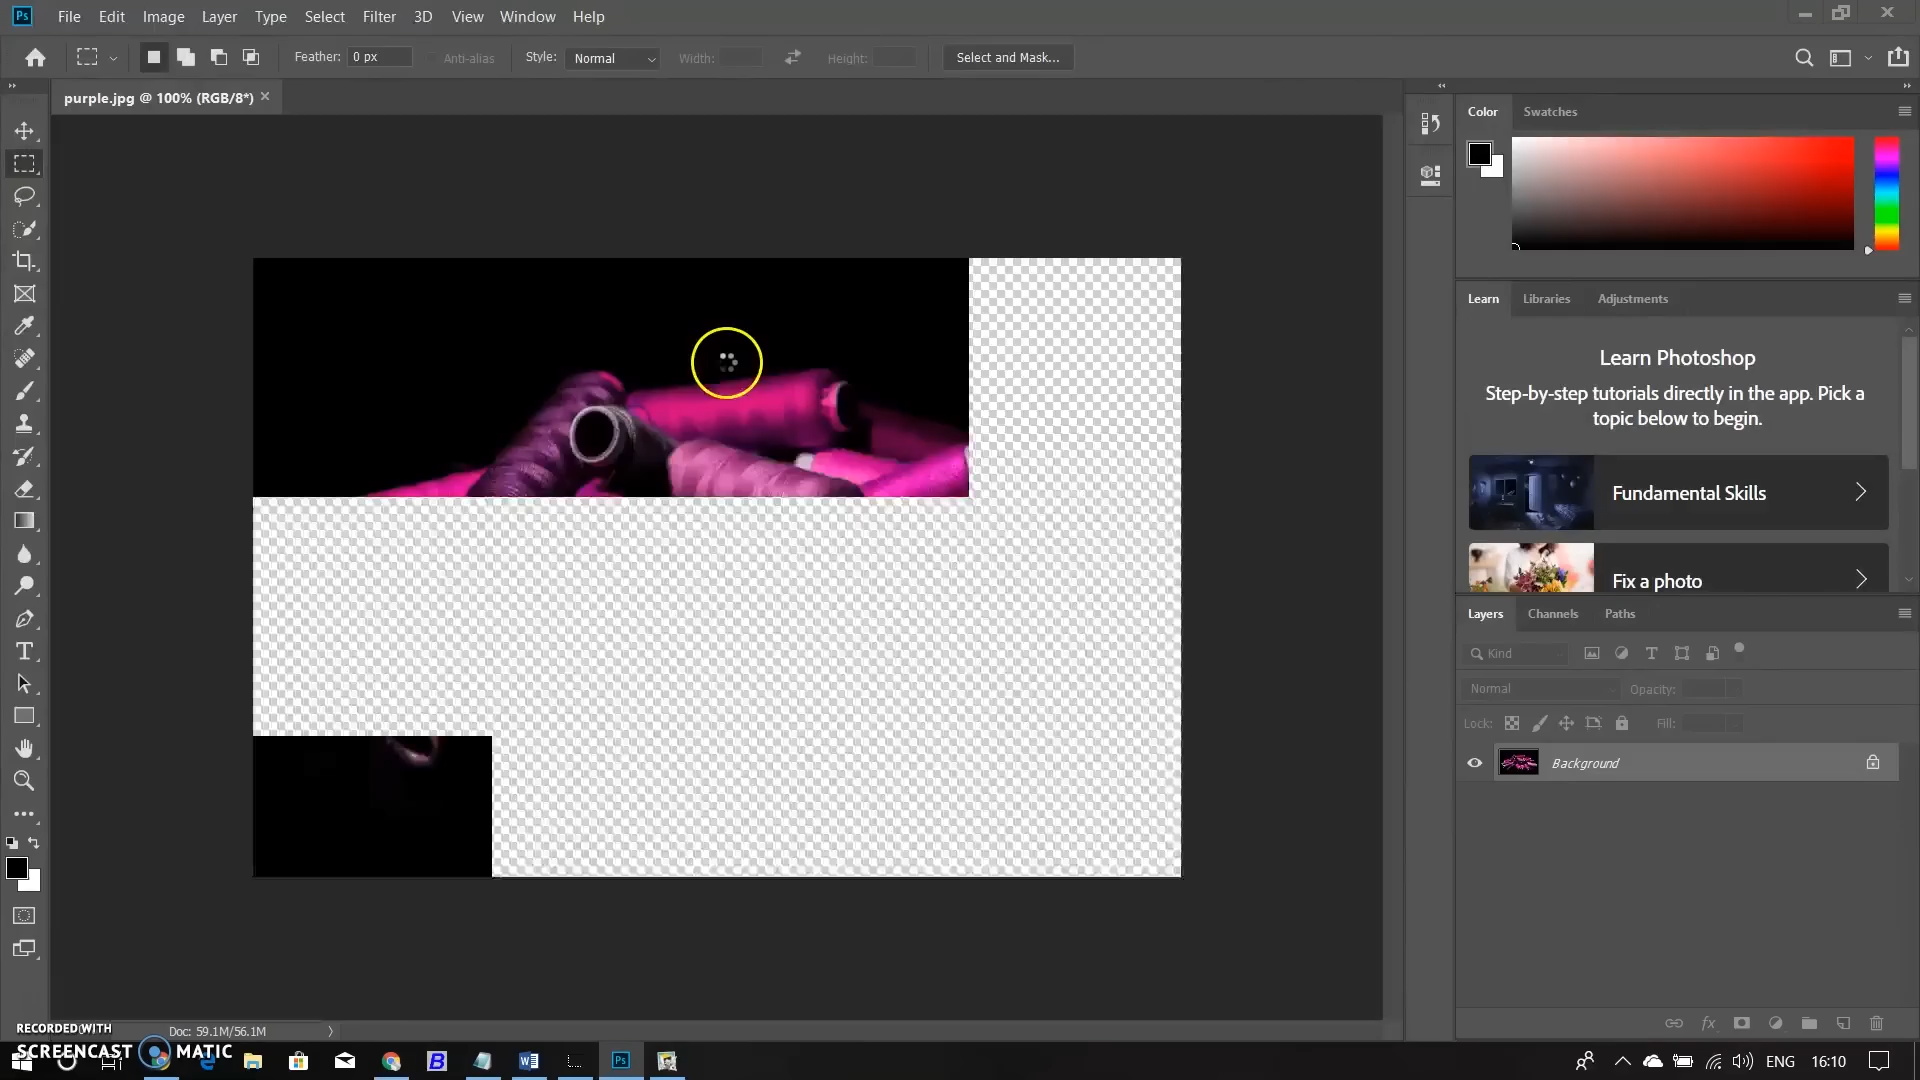 Ps File Edit Image Layer Type Select Filter 3D View Window Help
Feather: 0 px Anti-alias Style: Normal Width: Height: Select and Mask...
purple.jpg @ 100% (RGB/8*)
Color Swatches
Learn Libraries Adjustments
Learn Photoshop
Step-by-step tutorials directly in the app. Pick a
topic below to begin.
Fundamental Skills
Fix a photo
Layers Channels Paths
Kind
Normal Opacity:
Lock: Fill:
Background
Doc: 59.1M/56.1M
RECORDED WITH
SCREENCAST MATIC
ENG 16:10